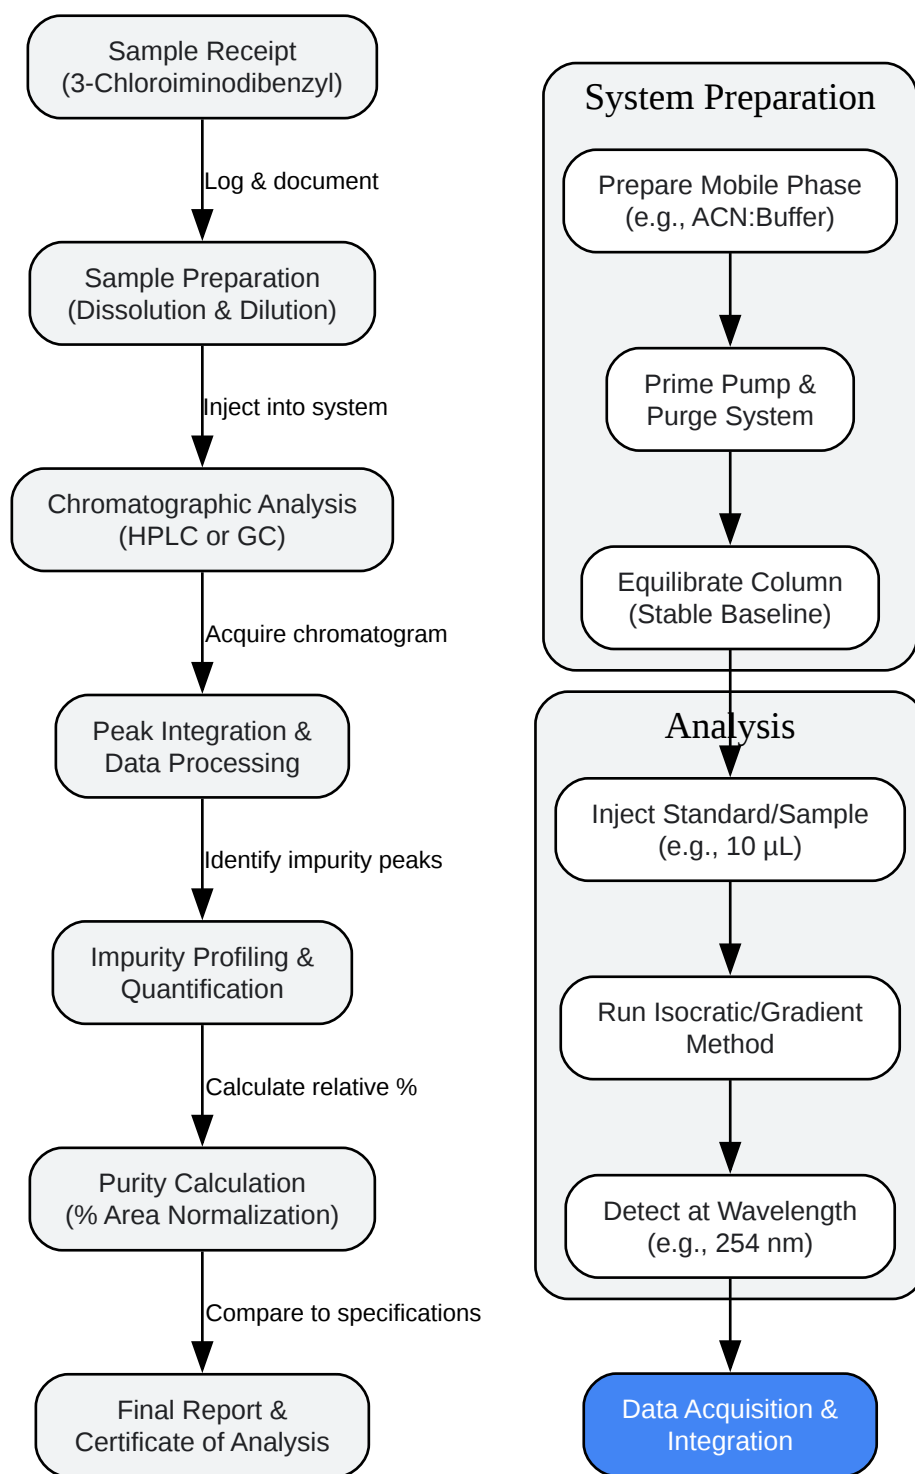 Sample Receipt
(3-Chloroiminodibenzyl)
Log & document
Sample Preparation
(Dissolution & Dilution)
Inject into system
Chromatographic Analysis
(HPLC or GC)
Acquire chromatogram
Peak Integration &
Data Processing
Identify impurity peaks
Impurity Profiling &
Quantification
Calculate relative %
Purity Calculation
(% Area Normalization)
Compare to specifications
Final Report &
Certificate of Analysis
System Preparation
Prepare Mobile Phase
(e.g., ACN:Buffer)
Prime Pump &
Purge System
Equilibrate Column
(Stable Baseline)
Analysis
Inject Standard/Sample
(e.g., 10 µL)
Run Isocratic/Gradient
Method
Detect at Wavelength
(e.g., 254 nm)
Data Acquisition &
Integration